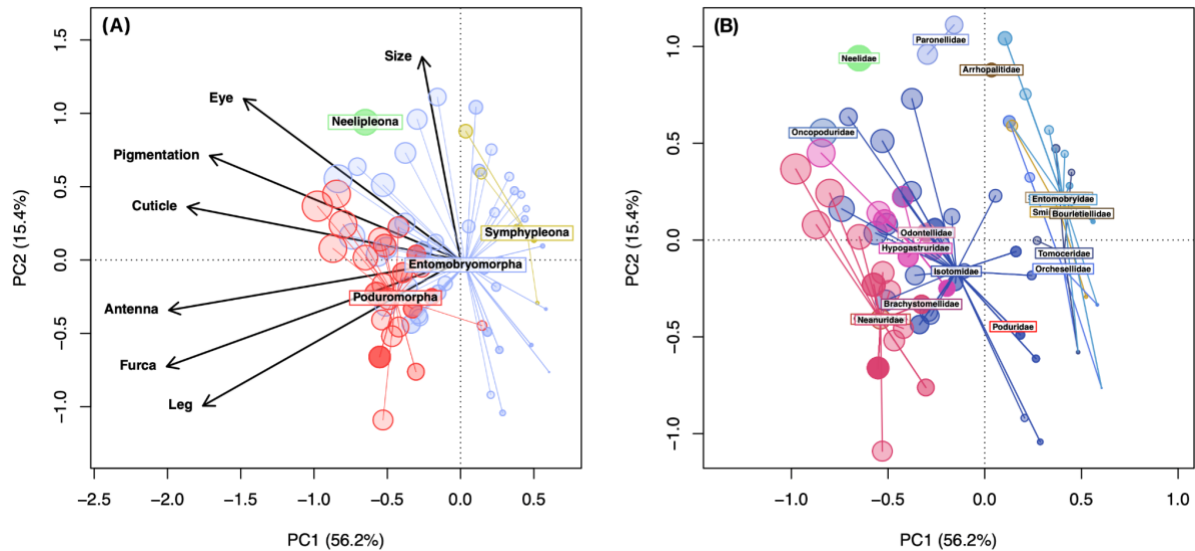 (A)
Size
Eye
Neelipleona
Pigmentation
Cuticle
Symphypleona
Entomobryomorpha
Poduromorpha
Antenna
Furca
Leg
PC2 (15.4%)
1.5
1.0
0.5
0.0
−0.5
−1.0
−2.5 −2.0 −1.5 −1.0 −0.5 0.0 0.5
PC1 (56.2%)
(B)
Paronellidae
Neelidae
Arrhopalitidae
Oncopoduridae
Entomobryidae
Smi
Bourletiellidae
Odontellidae
Hypogastruridae
Tomoceridae
Isotomidae
Orchesellidae
Brachystomellidae
Neanuridae
Poduridae
PC2 (15.4%)
1.0
0.5
0.0
−0.5
−1.0
−1.0 −0.5 0.0 0.5 1.0
PC1 (56.2%)